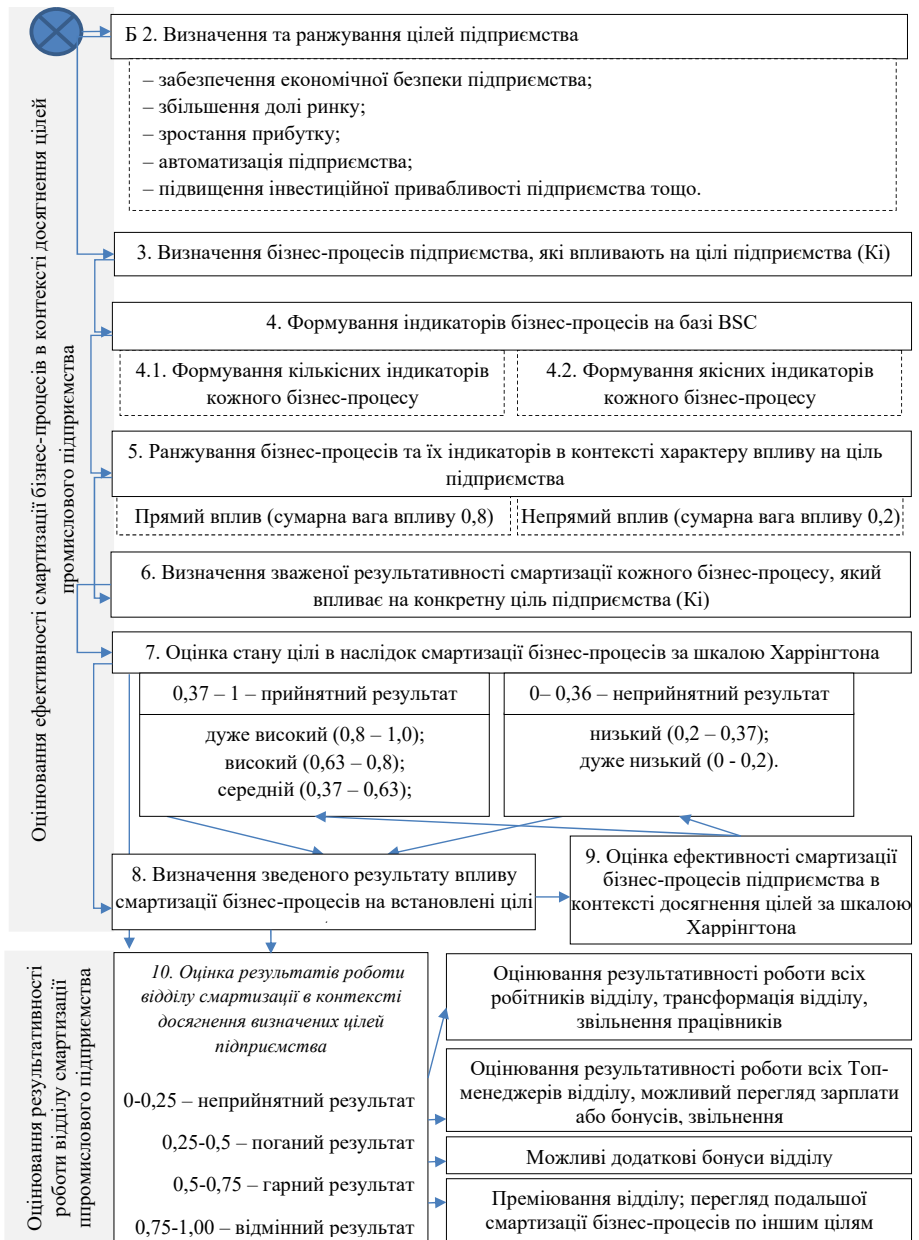 Б 2. Визначення та ранжування цілей підприємства
– забезпечення економічної безпеки підприємства;
– збільшення долі ринку;
– зростання прибутку;
– автоматизація підприємства;
– підвищення інвестиційної привабливості підприємства тощо.
Оцінювання ефективності смартизації бізнес-процесів в контексті досягнення цілей
промислового підприємства
3. Визначення бізнес-процесів підприємства, які впливають на цілі підприємства (Кі)
4. Формування індикаторів бізнес-процесів на базі BSC
4.1. Формування кількісних індикаторів
кожного бізнес-процесу
4.2. Формування якісних індикаторів
кожного бізнес-процесу
5. Ранжування бізнес-процесів та їх індикаторів в контексті характеру впливу на ціль
підприємства
Прямий вплив (сумарна вага впливу 0,8)
Непрямий вплив (сумарна вага впливу 0,2)
6. Визначення зваженої результативності смартизації кожного бізнес-процесу, який
впливає на конкретну ціль підприємства (Кі)
7. Оцінка стану цілі в наслідок смартизації бізнес-процесів за шкалою Харрінгтона
0,37 – 1 – прийнятний результат
дуже високий (0,8 – 1,0);
високий (0,63 – 0,8);
середній (0,37 – 0,63);
0– 0,36 – неприйнятний результат
низький (0,2 – 0,37);
дуже низький (0 - 0,2).
8. Визначення зведеного результату впливу
смартизації бізнес-процесів на встановлені цілі
9. Оцінка ефективності смартизації
бізнес-процесів підприємства в
контексті досягнення цілей за шкалою
Харрінгтона
Оцінювання результативності
роботи відділу смартизації
ппромислового підприємства
10. Оцінка результатів роботи
відділу смартизації в контексті
досягнення визначених цілей
підприємства
0-0,25 – неприйнятний результат
0,25-0,5 – поганий результат
0,5-0,75 – гарний результат
0,75-1,00 – відмінний результат
Оцінювання результативності роботи всіх
робітників відділу, трансформація відділу,
звільнення працівників
Оцінювання результативності роботи всіх Топ-
менеджерів відділу, можливий перегляд зарплати
або бонусів, звільнення
Можливі додаткові бонуси відділу
Преміювання відділу; перегляд подальшої
смартизації бізнес-процесів по іншим цілям